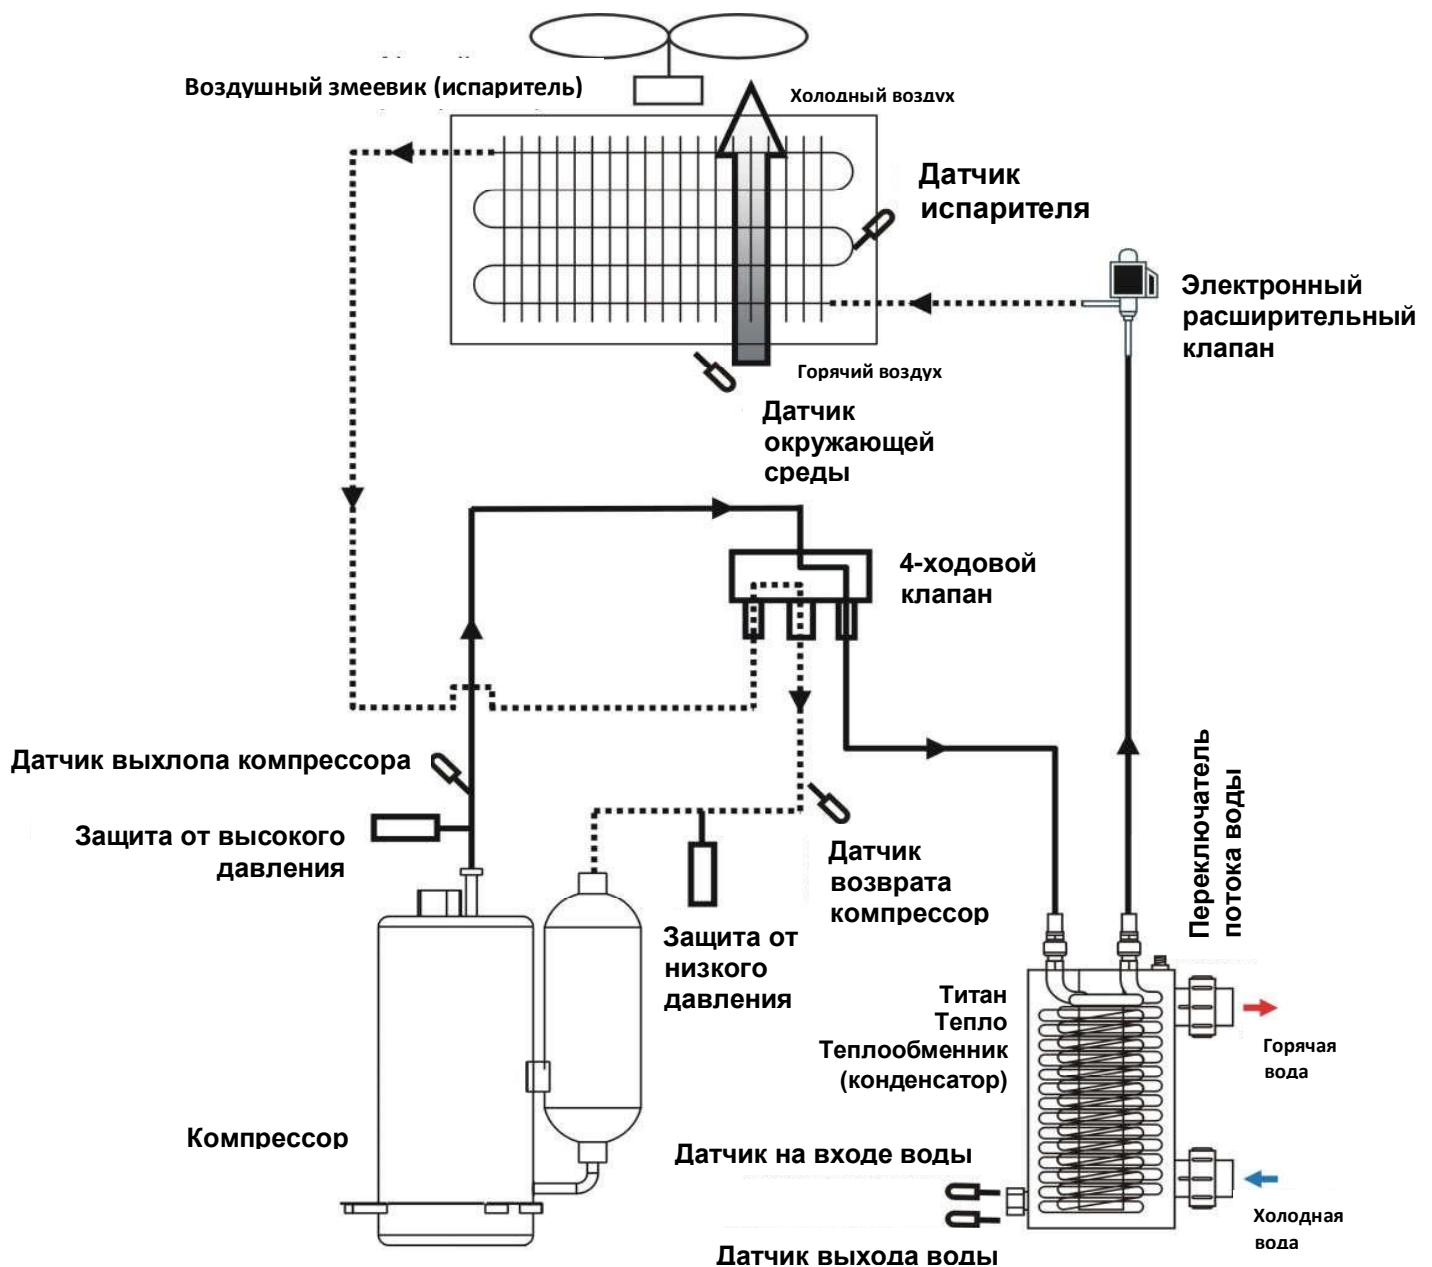 Воздушный змеевик (испаритель)
Холодный воздух
Датчик
испарителя
Электронный
расширительный
клапан
Горячий воздух
Датчик
окружающей
среды
4-ходовой
клапан
Датчик выхлопа компрессора
Защита от высокого
давления
Датчик
возврата
компрессор
Защита от
низкого
давления
Переключатель
потока воды
Титан
Тепло
Теплообменник
(конденсатор)
Горячая
вода
Компрессор
Датчик на входе воды
Холодная
вода
Датчик выхода воды